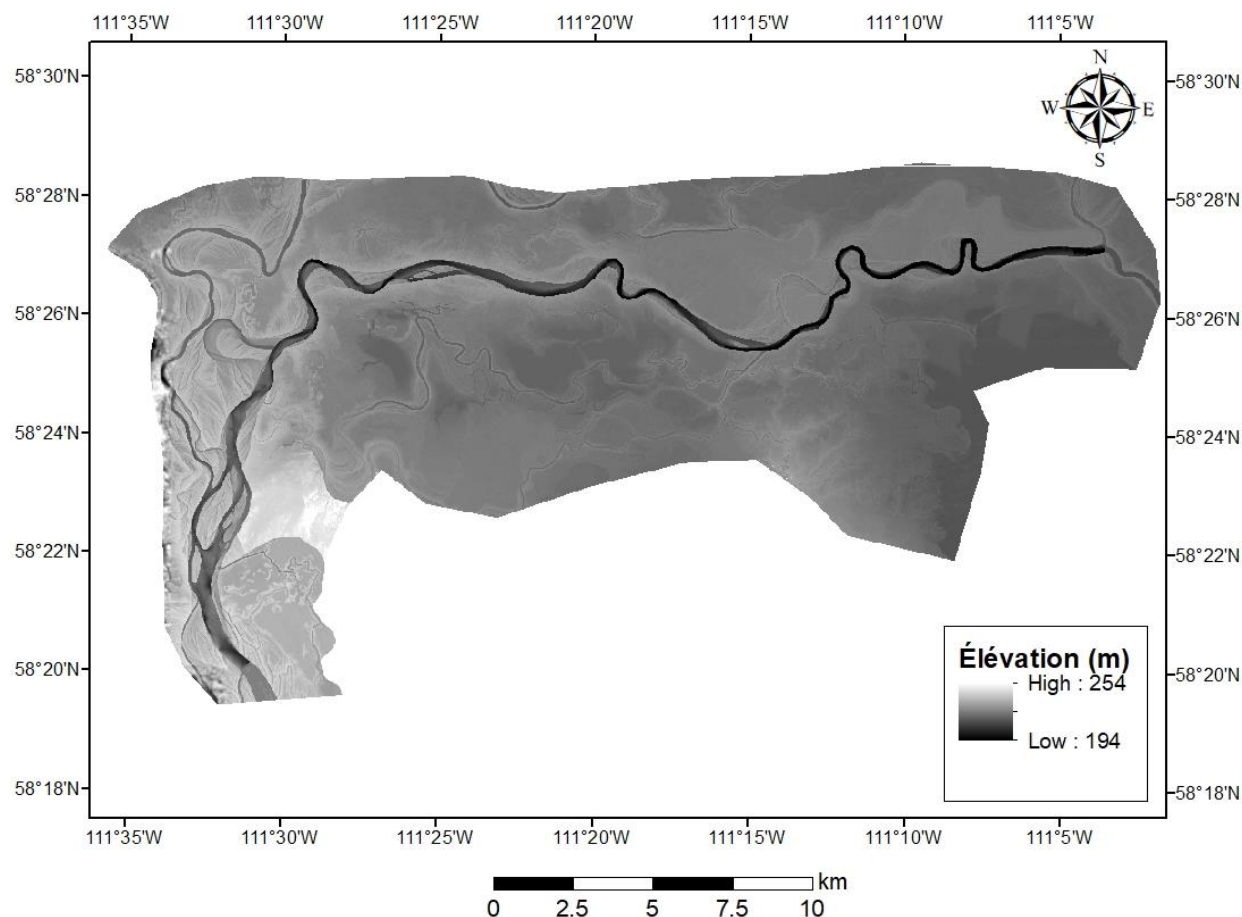 111°35'W 111°30'W 111°25'W 111°20'W 111°15'W 111°10'W 111°5'W
58°30'N 58°30'N
N
W E
S
58°28'N 58°28'N
58°26'N 58°26'N
58°24'N 58°24'N
58°22'N 58°22'N
58°20'N 58°20'N
58°18'N 58°18'N
Élévation (m)
High : 254
Low : 194
111°35'W 111°30'W 111°25'W 111°20'W 111°15'W 111°10'W 111°5'W
km
0 2.5 5 7.5 10